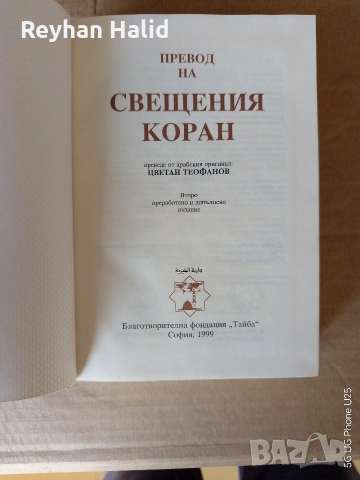 Reyhan Halid
ПРЕВОД
НА
СВЕЩЕНИЯ
КОРАН
преведе от арабския оригинал:
ЦВЕТАН ТЕОФАНОВ
Второ
преработено и допълнено
издание
Благотворителна фондация „Тайба“
София, 1999
5G UG Phone U25
BAZAR